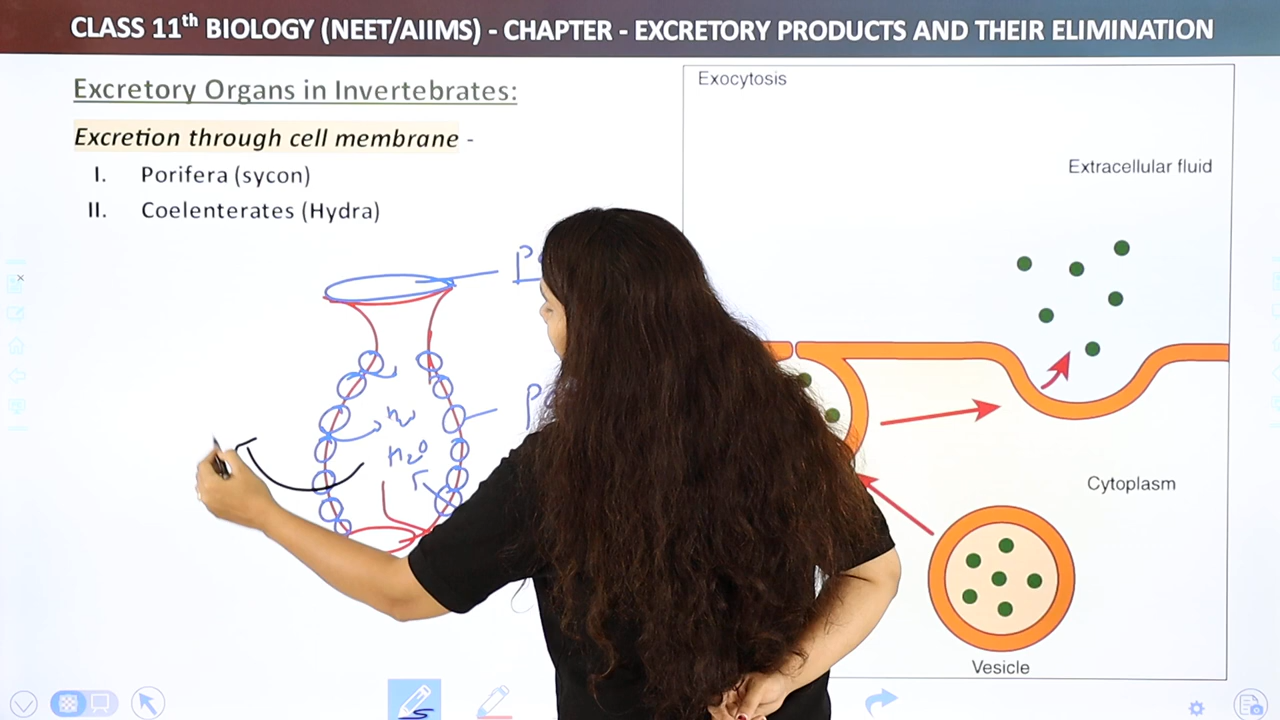 CLASS 11th BIOLOGY (NEET/AIIMS) - CHAPTER - EXCRETORY PRODUCTS AND THEIR ELIMINATION
Excretory Organs in Invertebrates:
Excretion through cell membrane -
I. Porifera (sycon)
II. Coelenterates (Hydra)
Exocytosis
Extracellular fluid
H2O
Cytoplasm
Vesicle